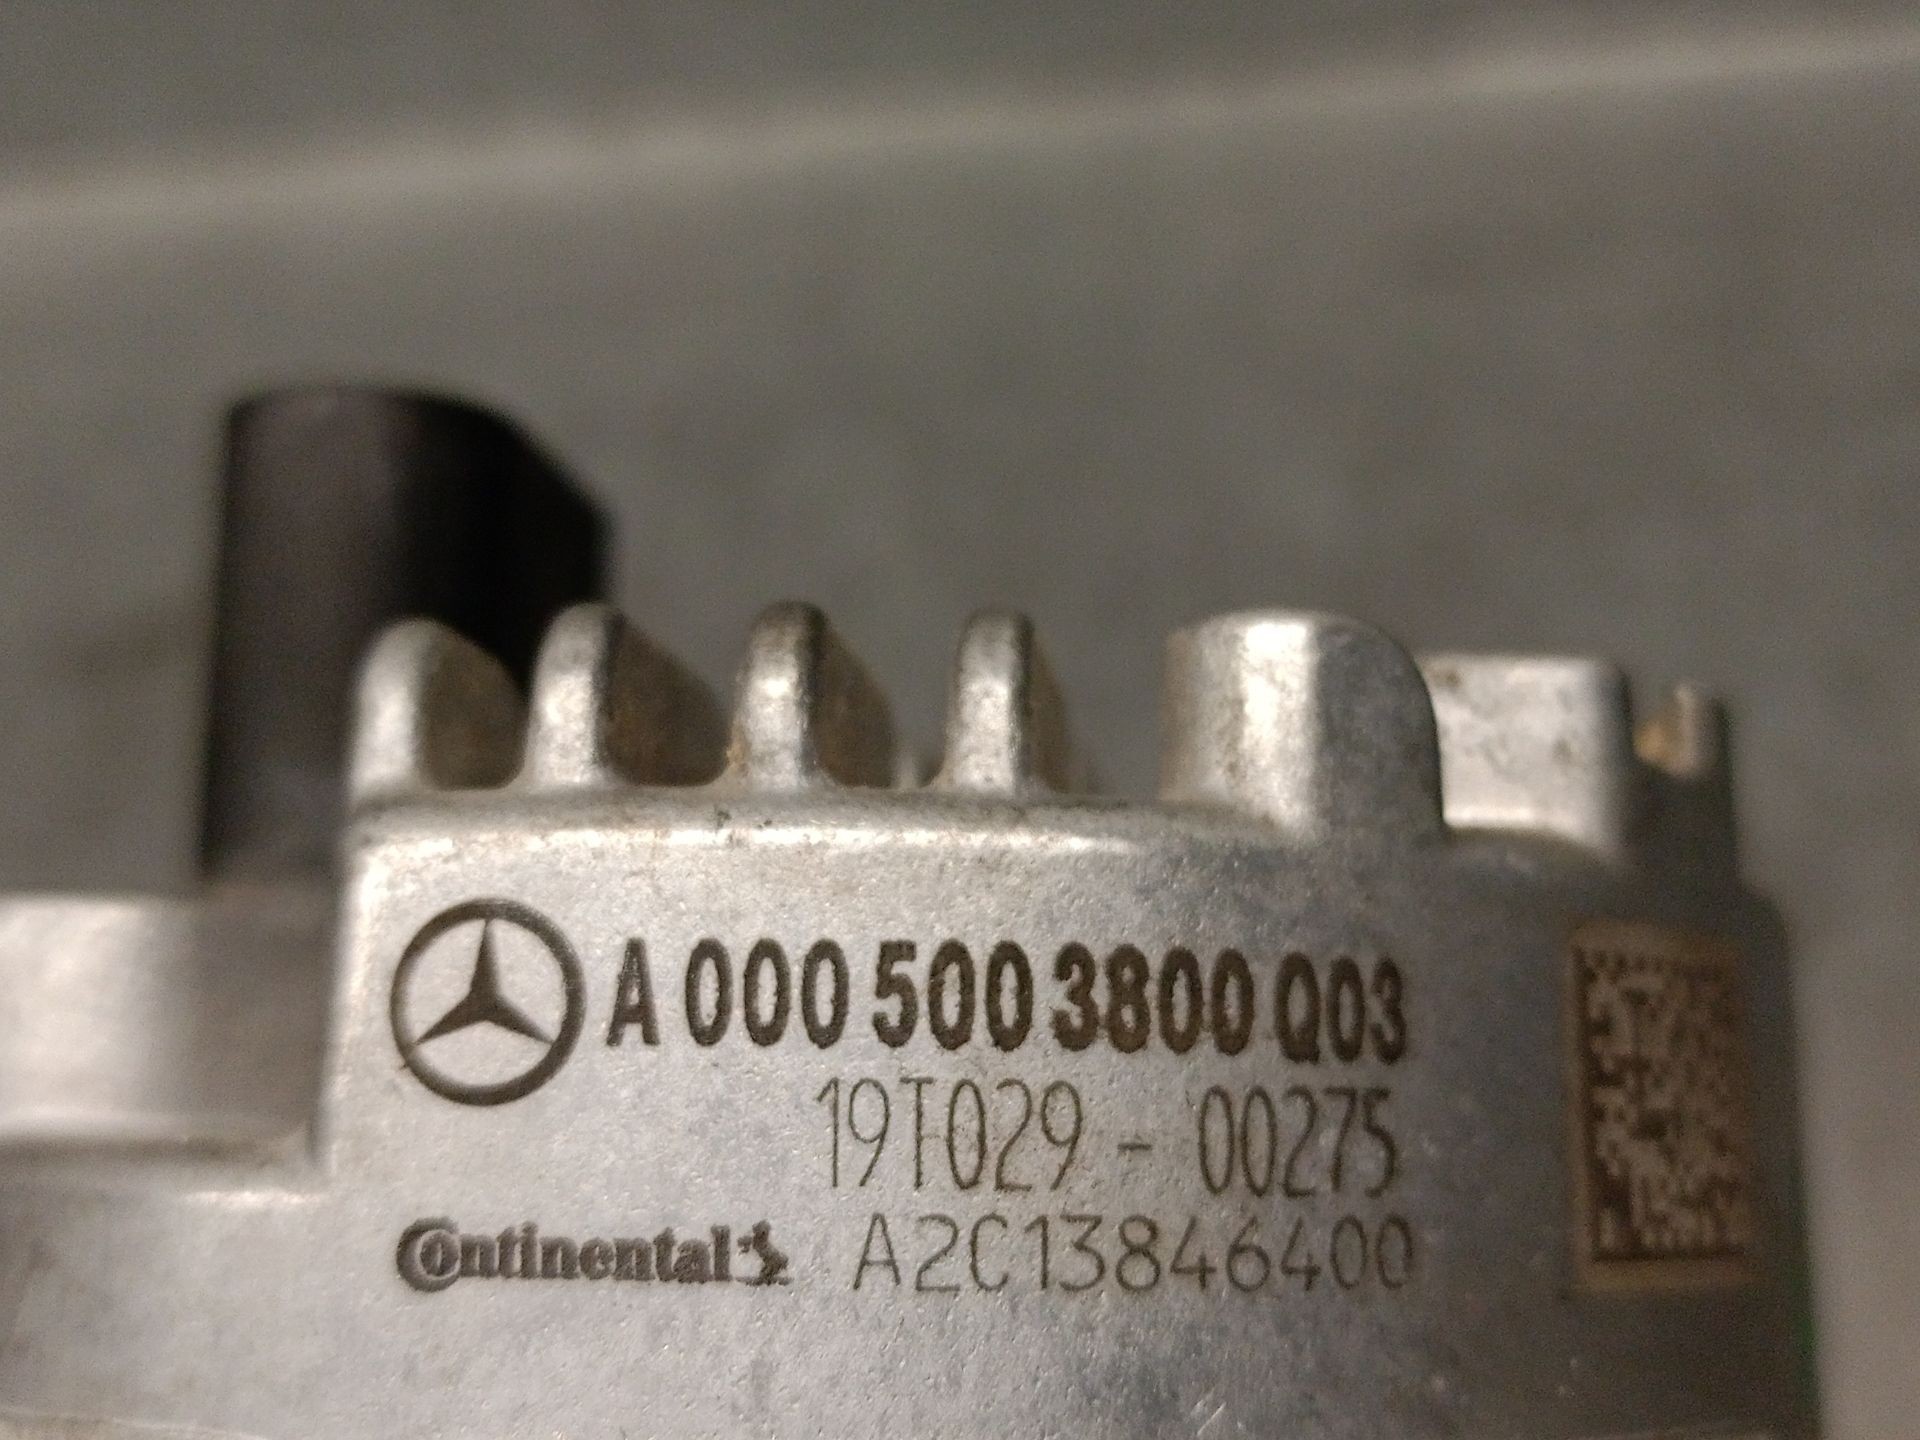 A 000 500 3800 Q03
19T029 - 00275
Continental A2C13846400